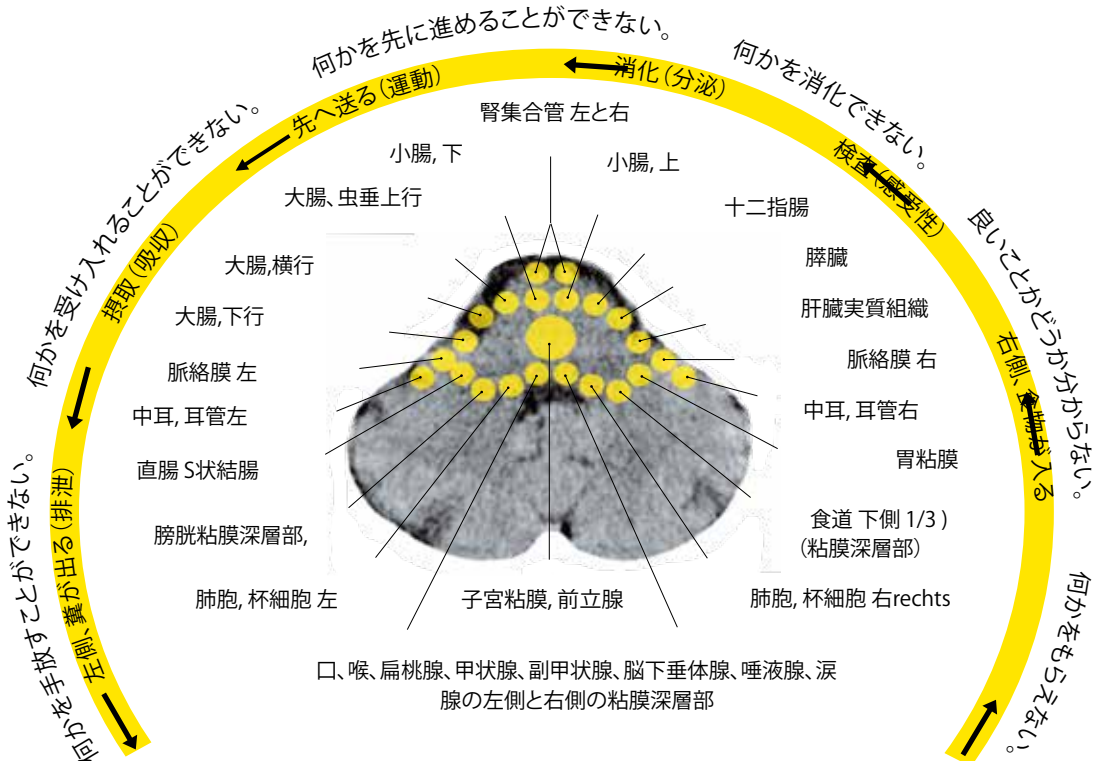 何かを先に進めることができない。
何かを消化できない。
何かを受け入れることができない。
良いことかどうか分からない。
何かを手放すことができない。
何かをもらえない。
消化(分泌)
先へ送る(運動)
検査(感受性)
摂取(吸収)
右側、食物が入る
左側、糞が出る(排泄)
腎集合管 左と右
小腸, 下
小腸, 上
大腸、虫垂上行
十二指腸
大腸,横行
膵臓
大腸,下行
肝臓実質組織
脈絡膜 左
脈絡膜 右
中耳, 耳管左
中耳, 耳管右
直腸 S状結腸
胃粘膜
膀胱粘膜深層部,
食道 下側 1/3 )
(粘膜深層部)
肺胞, 杯細胞 左
子宮粘膜, 前立腺
肺胞, 杯細胞 右rechts
口、喉、扁桃腺、甲状腺、副甲状腺、脳下垂体腺、唾液腺、涙
腺の左側と右側の粘膜深層部